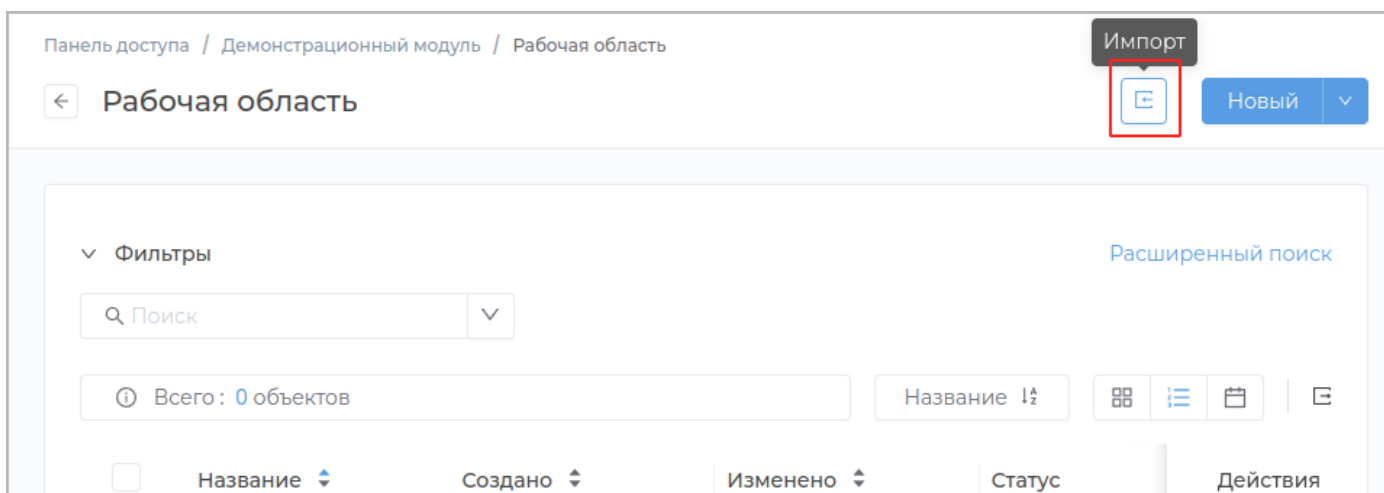 Импорт
Панель доступа / Демонстрационный модуль / Рабочая область
Рабочая область
Новый
Фильтры
Расширенный поиск
Поиск
Всего : 0 объектов
Название
Название Создано Изменено Статус Действия